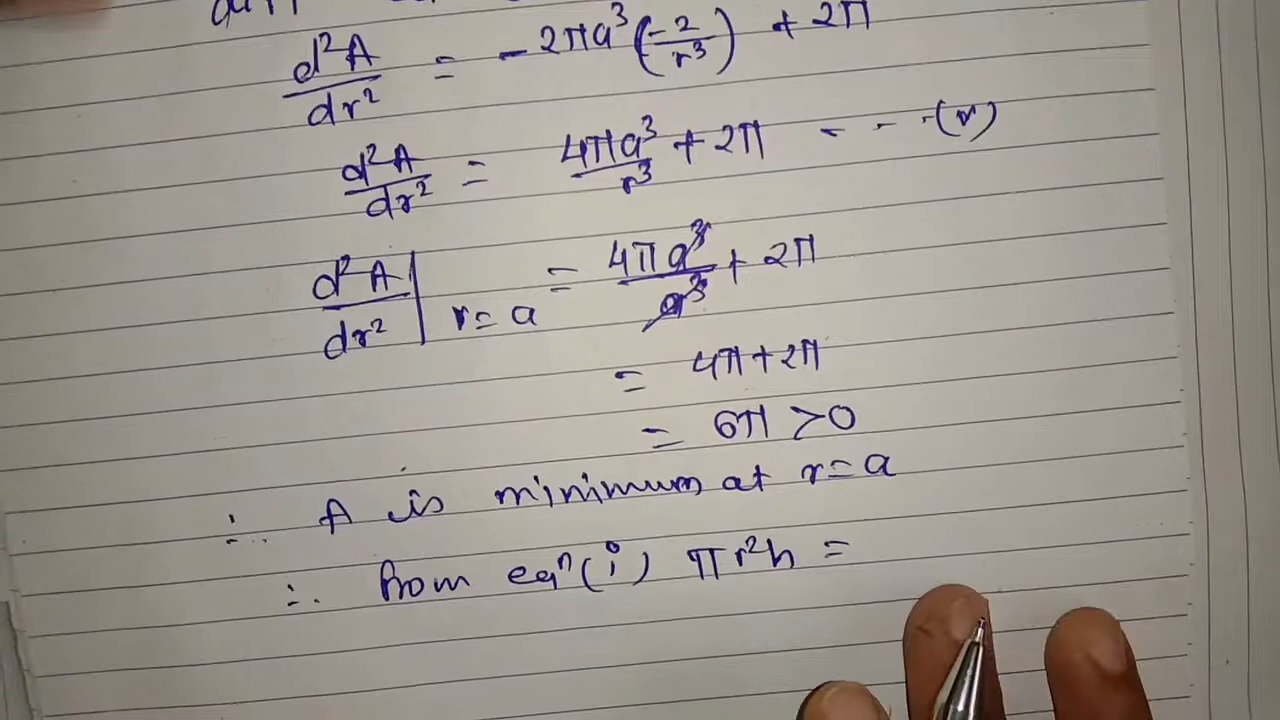 d²A/dr² = -2πa³(-2/r³) + 2π
d²A/dr² = 4πa³/r³ + 2π - - -(v)
d²A/dr²|r=a = 4πa³/a³ + 2π
= 4π+2π
= 6π >0
∴ A is minimum at r=a
∴ From eqⁿ(i) πr²h =